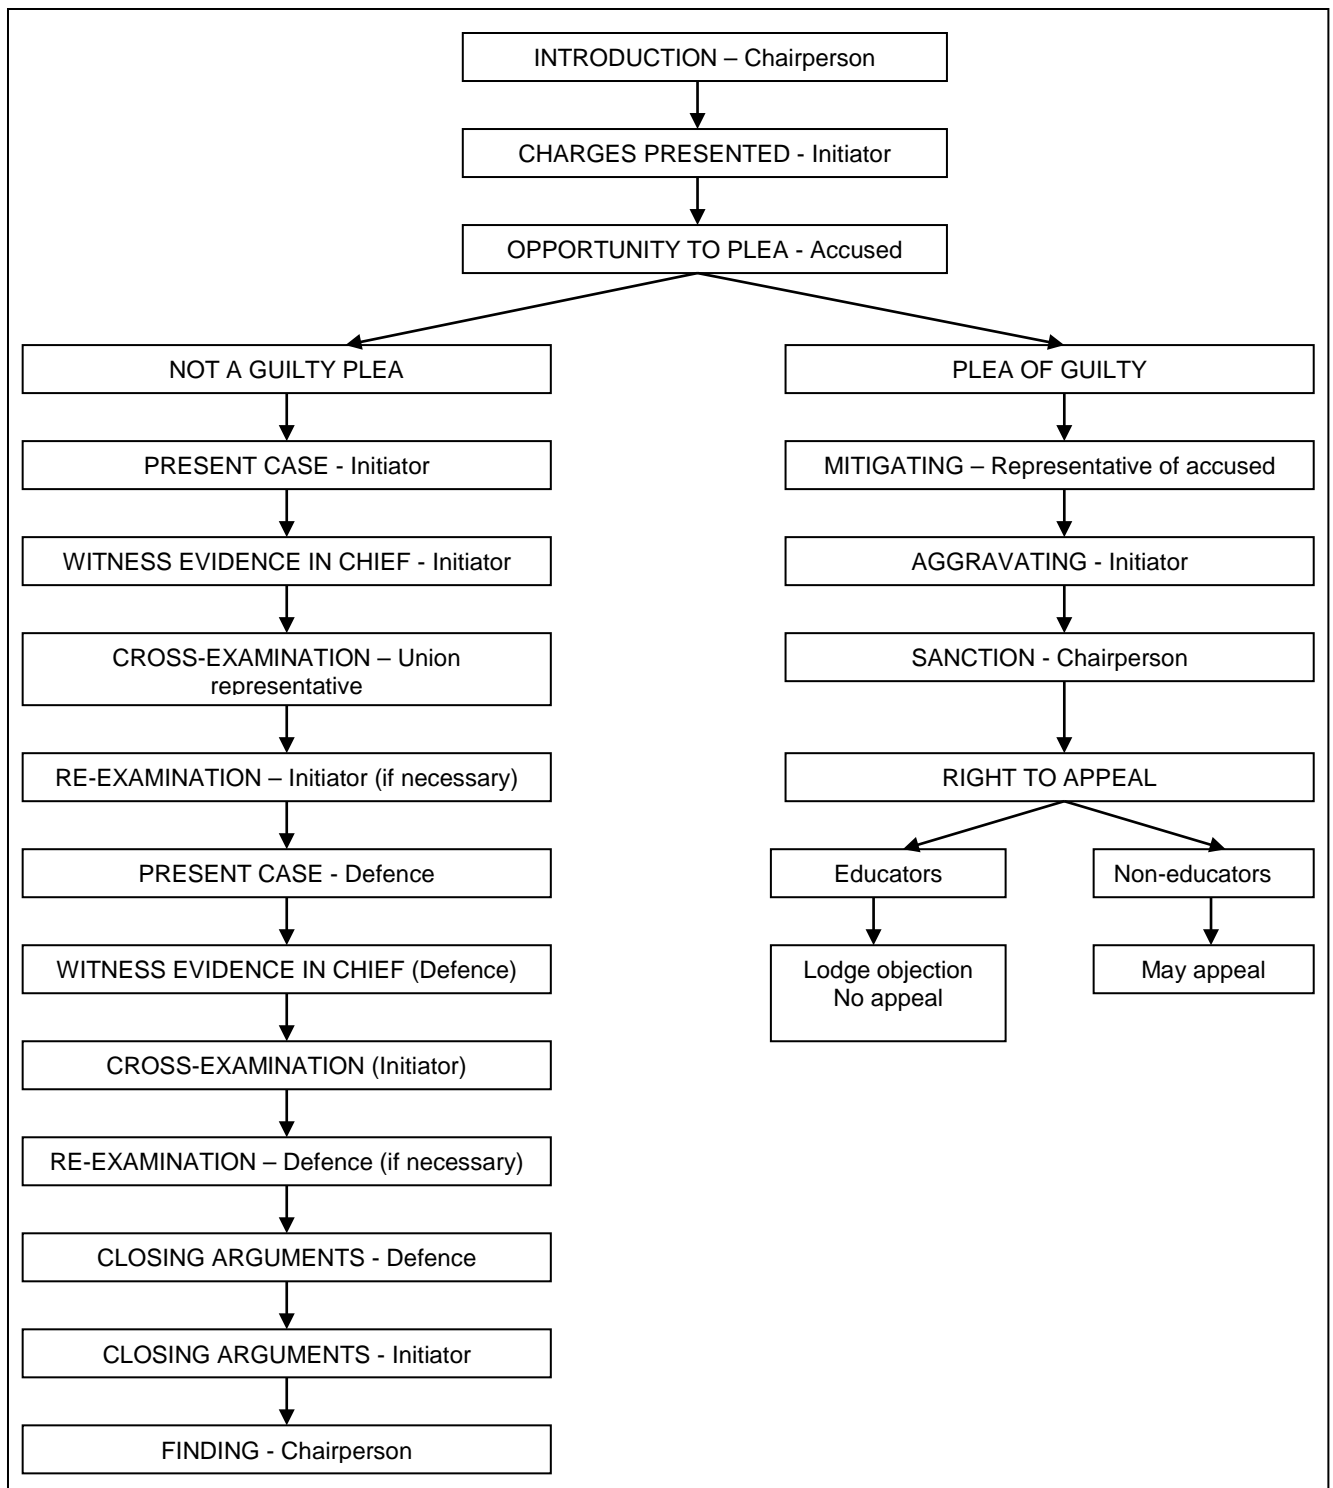 INTRODUCTION – Chairperson
CHARGES PRESENTED - Initiator
OPPORTUNITY TO PLEA - Accused
NOT A GUILTY PLEA
PRESENT CASE - Initiator
WITNESS EVIDENCE IN CHIEF - Initiator
CROSS-EXAMINATION – Union
representative
RE-EXAMINATION – Initiator (if necessary)
PRESENT CASE - Defence
WITNESS EVIDENCE IN CHIEF (Defence)
CROSS-EXAMINATION (Initiator)
RE-EXAMINATION – Defence (if necessary)
CLOSING ARGUMENTS - Defence
CLOSING ARGUMENTS - Initiator
FINDING - Chairperson
PLEA OF GUILTY
MITIGATING – Representative of accused
AGGRAVATING - Initiator
SANCTION - Chairperson
RIGHT TO APPEAL
Educators
Lodge objection
No appeal
Non-educators
May appeal